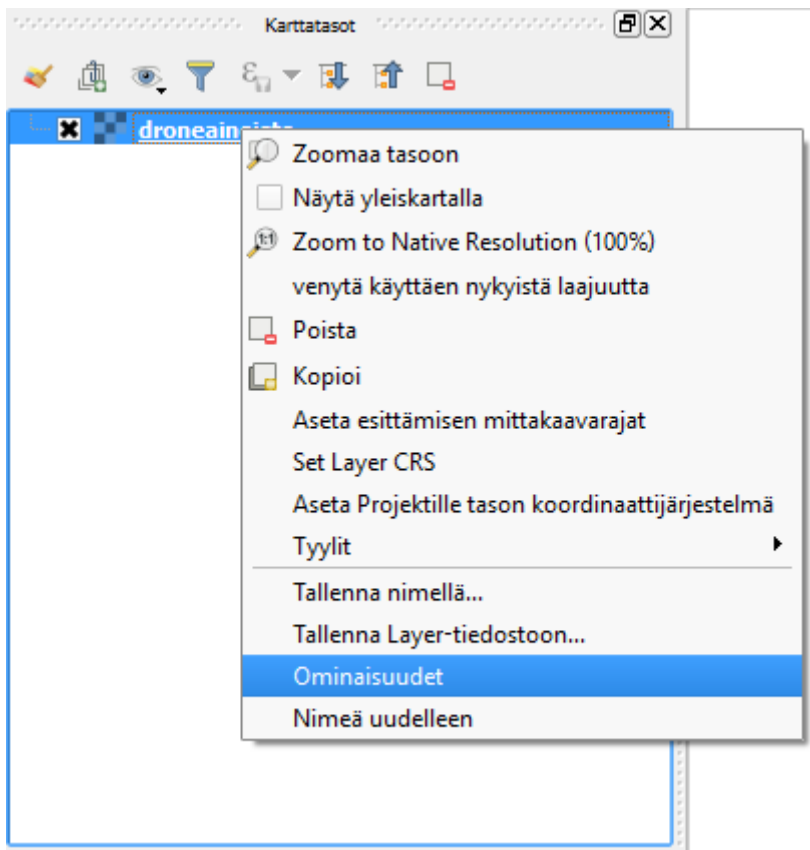 Karttatasot
Zoomaa tasoon
Näytä yleiskartalla
Zoom to Native Resolution (100%)
venytä käyttäen nykyistä laajuutta
Poista
Kopioi
Aseta esittämisen mittakaavarajat
Set Layer CRS
Aseta Projektille tason koordinaattijärjestelmä
Tyylit
Tallenna nimellä...
Tallenna Layer-tiedostoon...
Ominaisuudet
Nimeä uudelleen